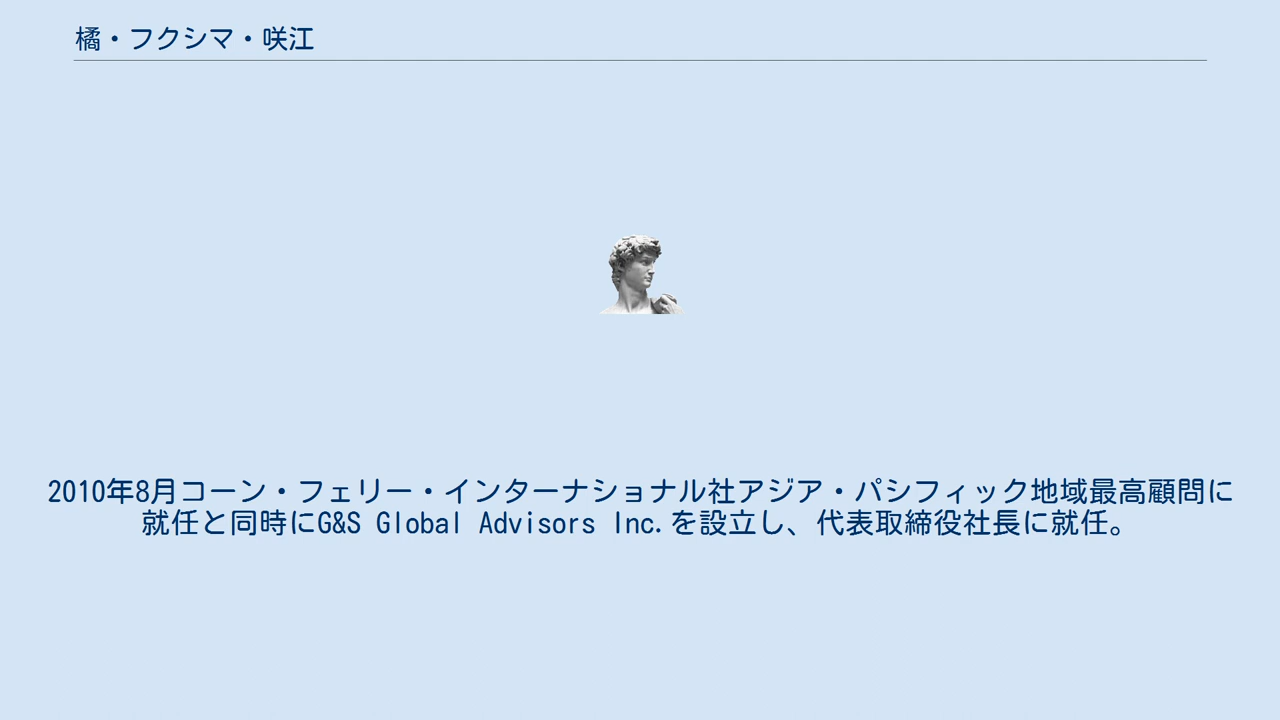 橘・フクシマ・咲江
2010年8月コーン・フェリー・インターナショナル社アジア・パシフィック地域最高顧問に
就任と同時にG&S Global Advisors Inc.を設立し、代表取締役社長に就任。